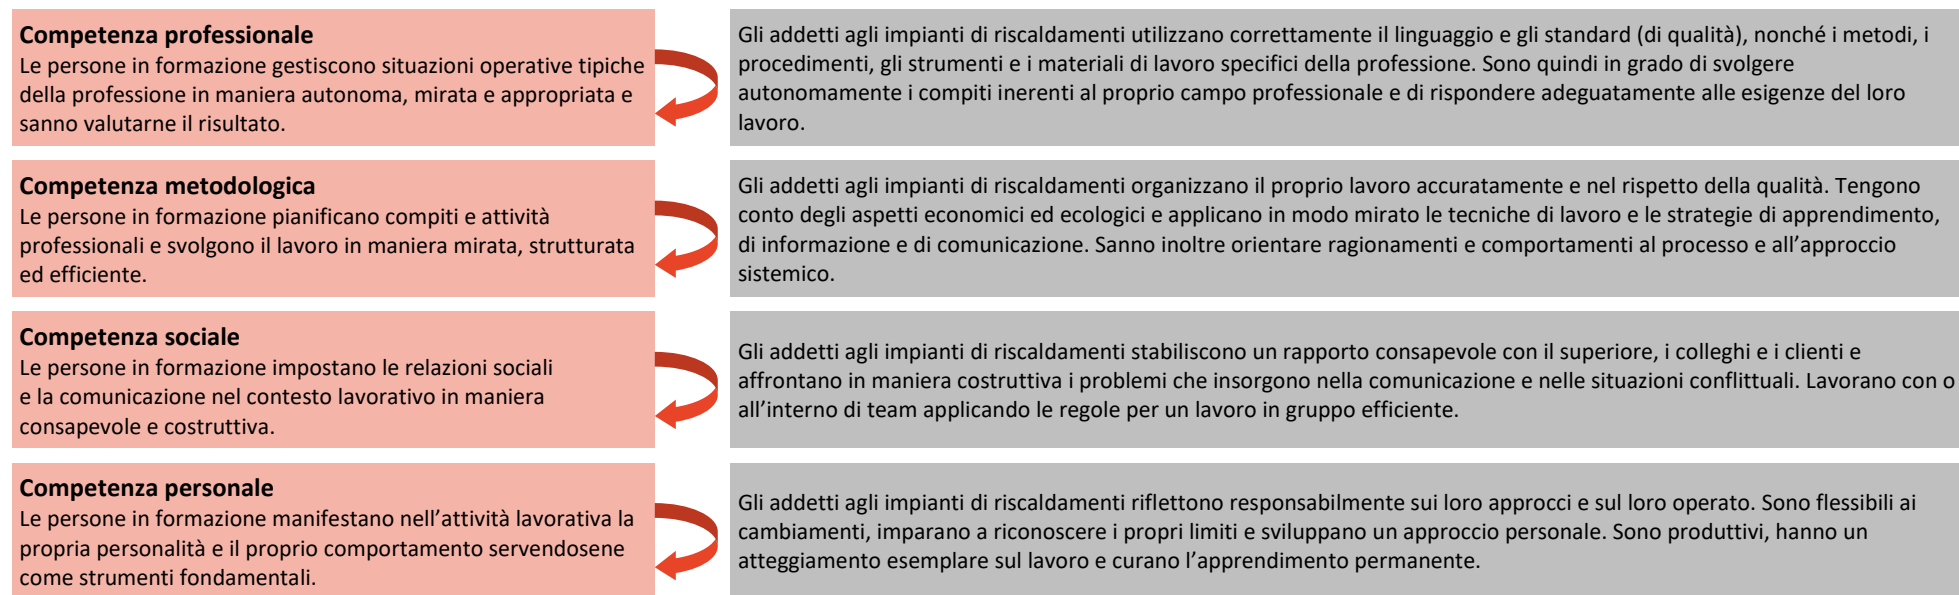 Competenza professionale
Le persone in formazione gestiscono situazioni operative tipiche
della professione in maniera autonoma, mirata e appropriata e
sanno valutarne il risultato.
Gli addetti agli impianti di riscaldamenti utilizzano correttamente il linguaggio e gli standard (di qualità), nonché i metodi, i
procedimenti, gli strumenti e i materiali di lavoro specifici della professione. Sono quindi in grado di svolgere
autonomamente i compiti inerenti al proprio campo professionale e di rispondere adeguatamente alle esigenze del loro
lavoro.
Competenza metodologica
Le persone in formazione pianificano compiti e attività
professionali e svolgono il lavoro in maniera mirata, strutturata
ed efficiente.
Gli addetti agli impianti di riscaldamenti organizzano il proprio lavoro accuratamente e nel rispetto della qualità. Tengono
conto degli aspetti economici ed ecologici e applicano in modo mirato le tecniche di lavoro e le strategie di apprendimento,
di informazione e di comunicazione. Sanno inoltre orientare ragionamenti e comportamenti al processo e all’approccio
sistemico.
Competenza sociale
Le persone in formazione impostano le relazioni sociali
e la comunicazione nel contesto lavorativo in maniera
consapevole e costruttiva.
Gli addetti agli impianti di riscaldamenti stabiliscono un rapporto consapevole con il superiore, i colleghi e i clienti e
affrontano in maniera costruttiva i problemi che insorgono nella comunicazione e nelle situazioni conflittuali. Lavorano con o
all’interno di team applicando le regole per un lavoro in gruppo efficiente.
Competenza personale
Le persone in formazione manifestano nell’attività lavorativa la
propria personalità e il proprio comportamento servendosene
come strumenti fondamentali.
Gli addetti agli impianti di riscaldamenti riflettono responsabilmente sui loro approcci e sul loro operato. Sono flessibili ai
cambiamenti, imparano a riconoscere i propri limiti e sviluppano un approccio personale. Sono produttivi, hanno un
atteggiamento esemplare sul lavoro e curano l’apprendimento permanente.